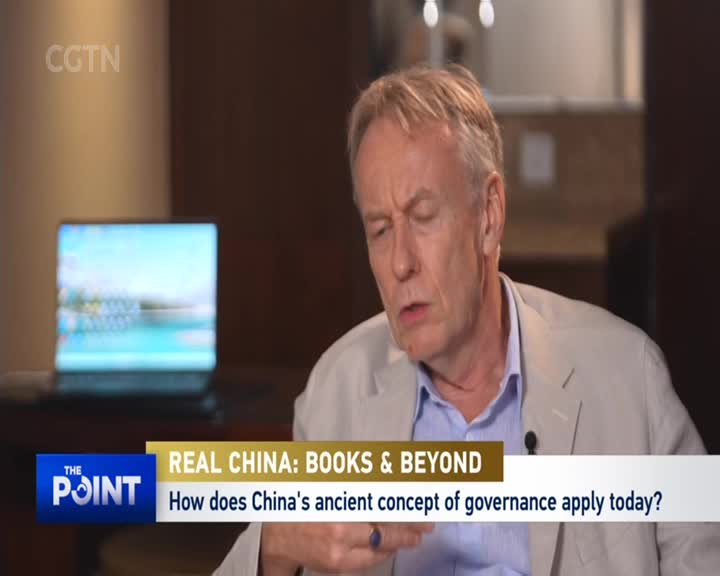 CGTN
REAL CHINA: BOOKS & BEYOND
THE
POINT
How does China's ancient concept of governance apply today?